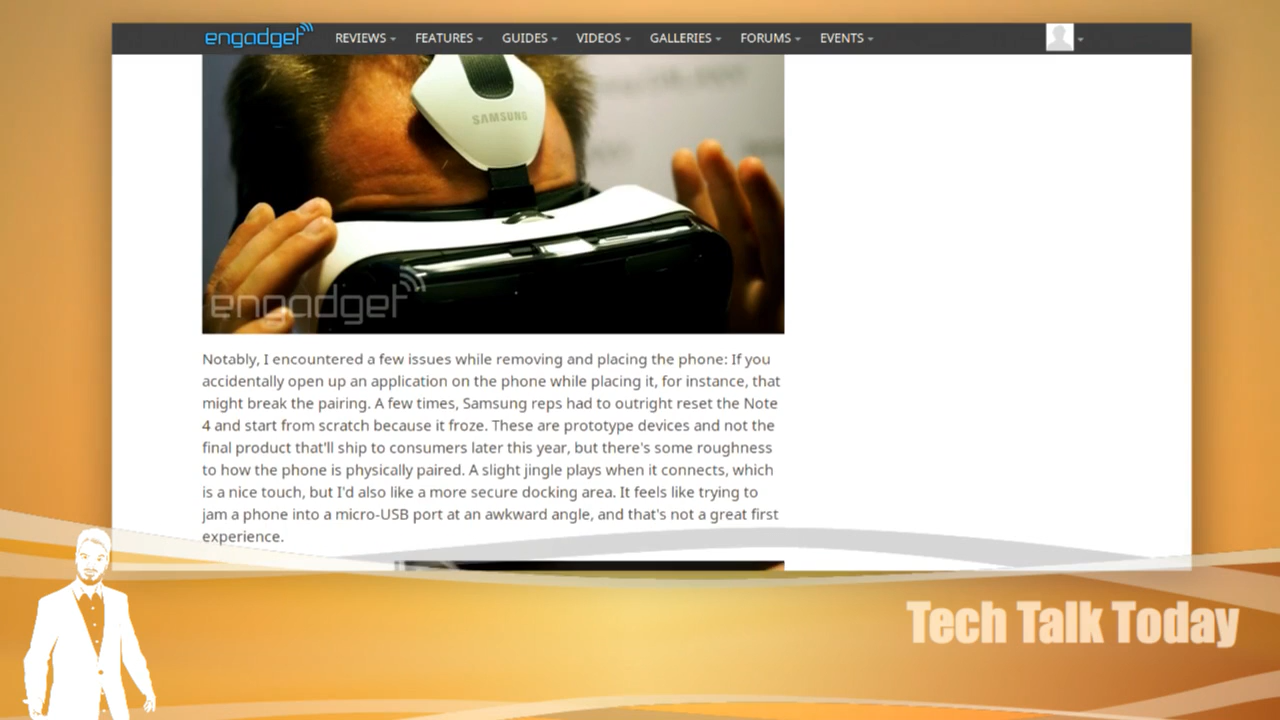 engadget
REVIEWS FEATURES GUIDES VIDEOS GALLERIES FORUMS EVENTS
SAMSUNG
engadget
Notably, I encountered a few issues while removing and placing the phone: If you
accidentally open up an application on the phone while placing it, for instance, that
might break the pairing. A few times, Samsung reps had to outright reset the Note
4 and start from scratch because it froze. These are prototype devices and not the
final product that'll ship to consumers later this year, but there's some roughness
to how the phone is physically paired. A slight jingle plays when it connects, which
is a nice touch, but I'd also like a more secure docking area. It feels like trying to
jam a phone into a micro-USB port at an awkward angle, and that's not a great first
experience.
Tech Talk Today